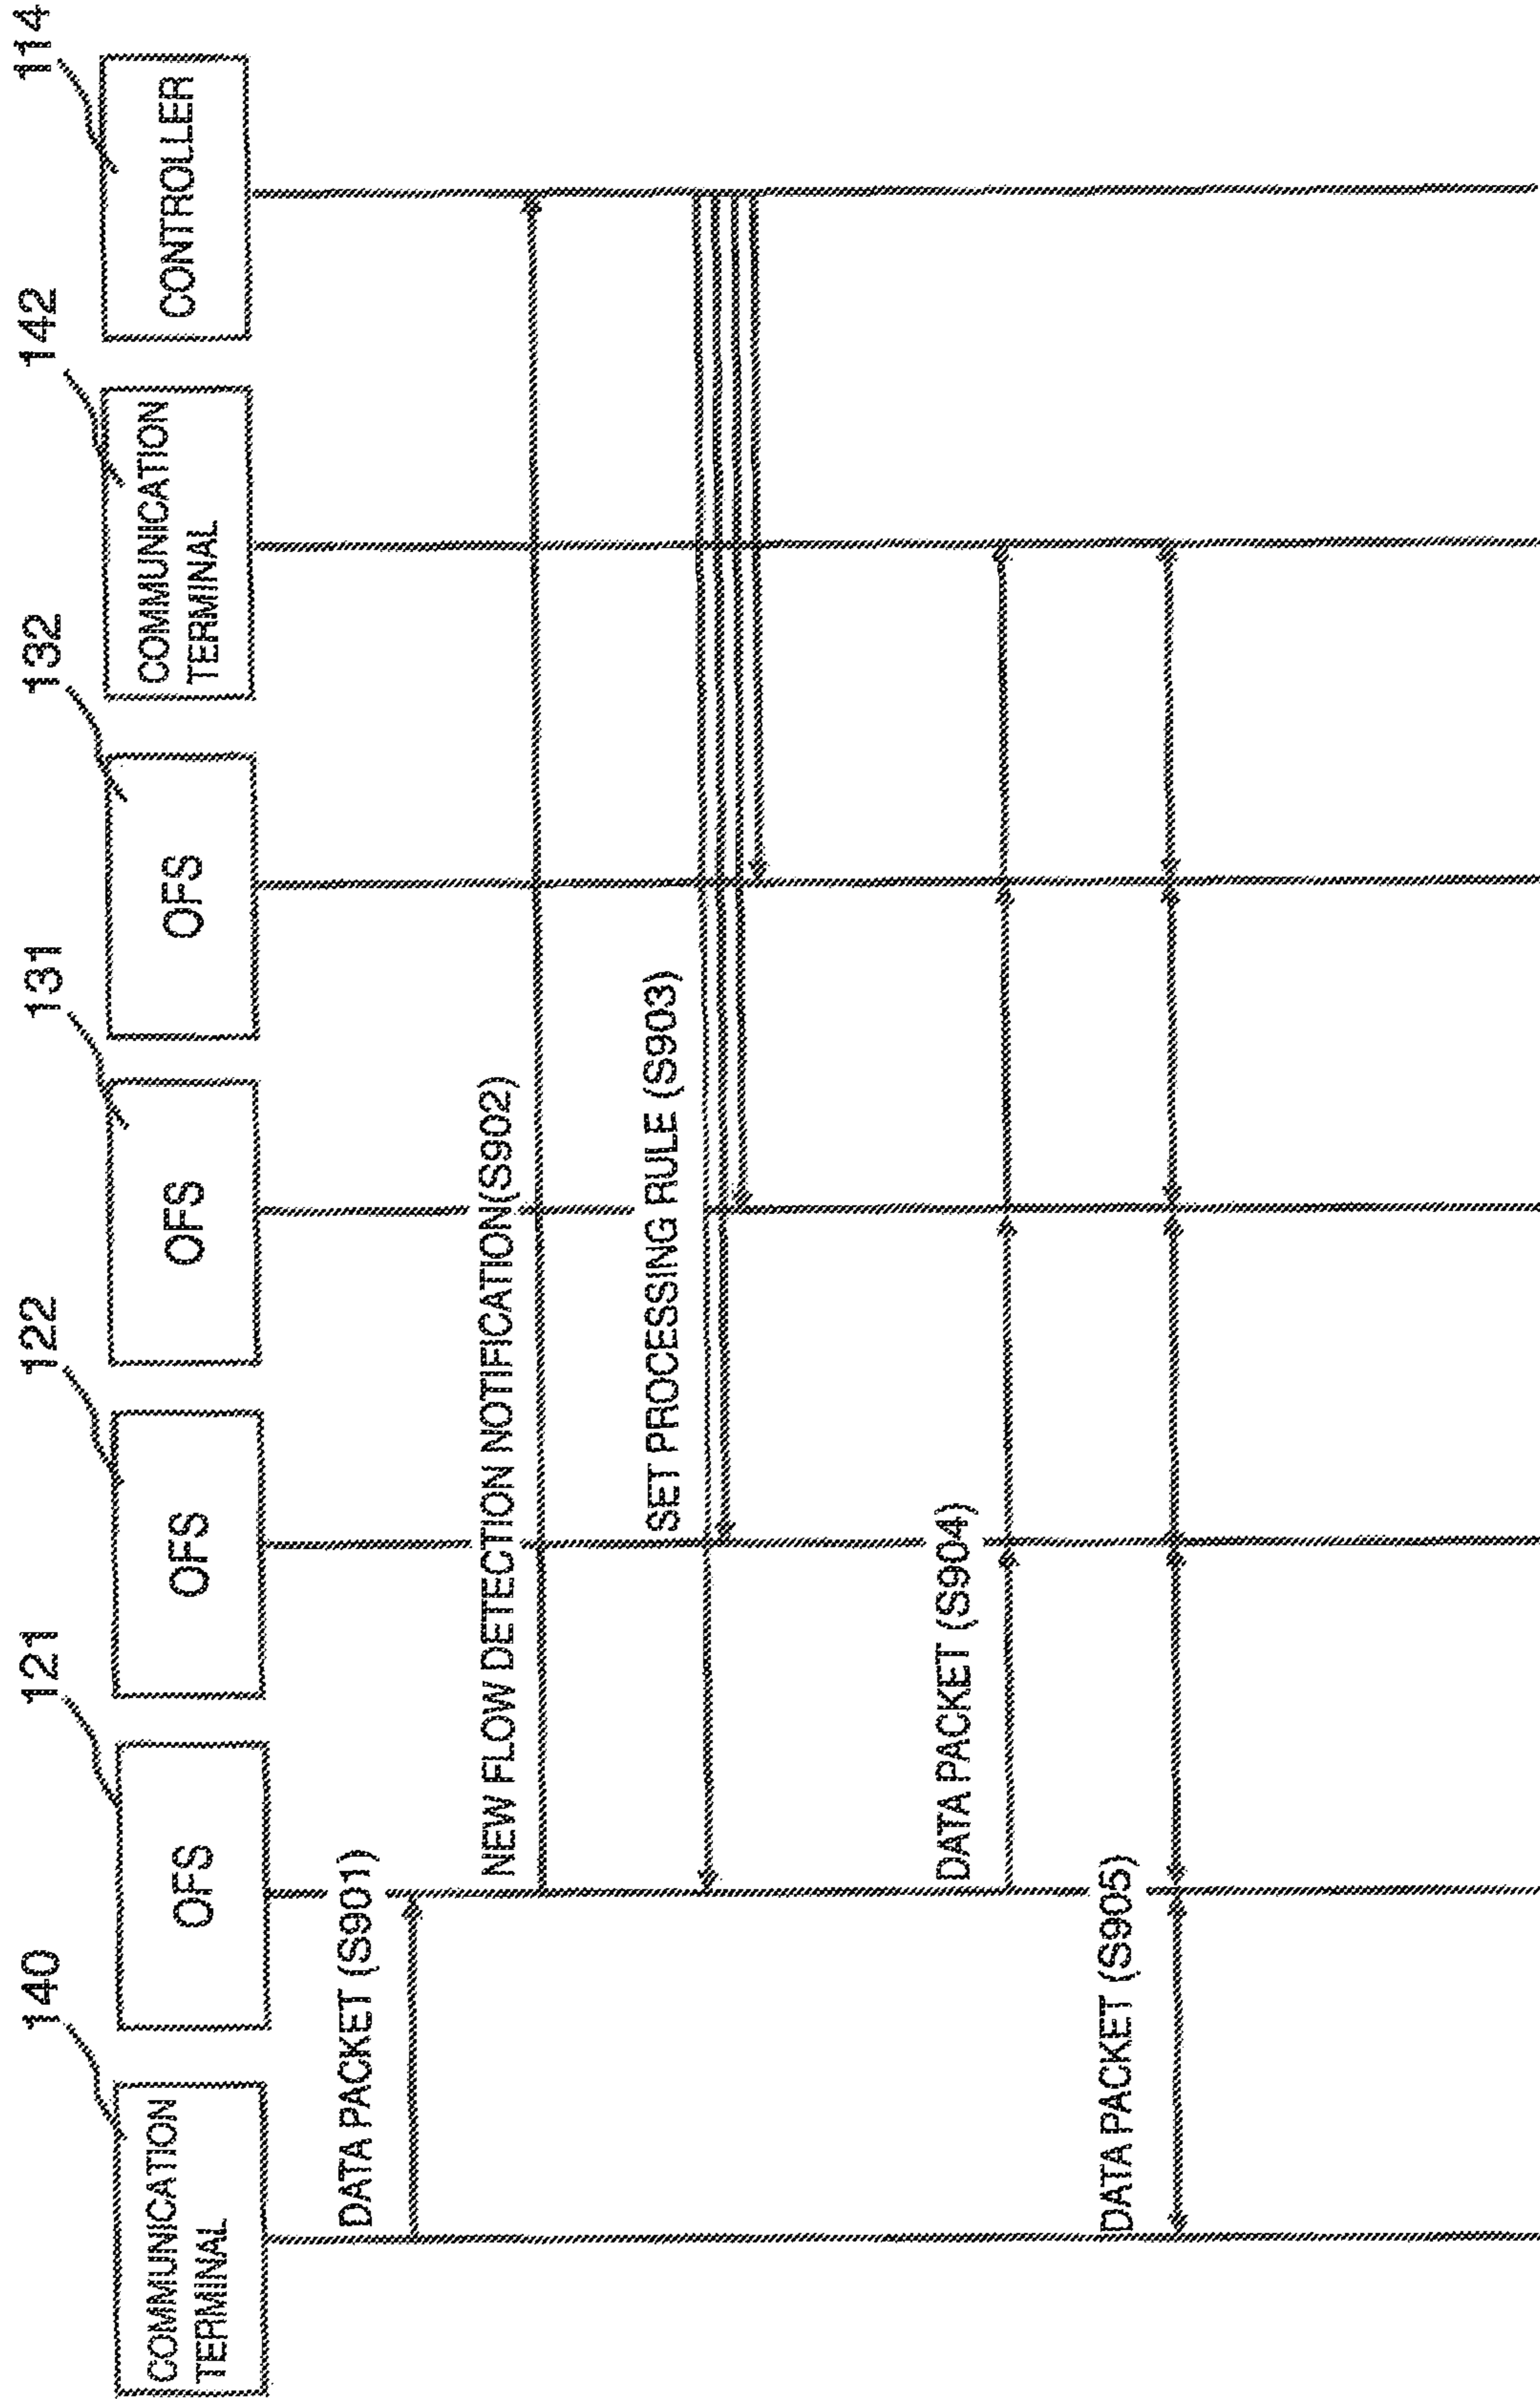 140
121
122
131
132
142
114
COMMUNICATION
TERMINAL
OFS
OFS
OFS
OFS
COMMUNICATION
TERMINAL
CONTROLLER
DATA PACKET (S901)
NEW FLOW DETECTION NOTIFICATION(S902)
SET PROCESSING RULE (S903)
DATA PACKET (S904)
DATA PACKET (S905)